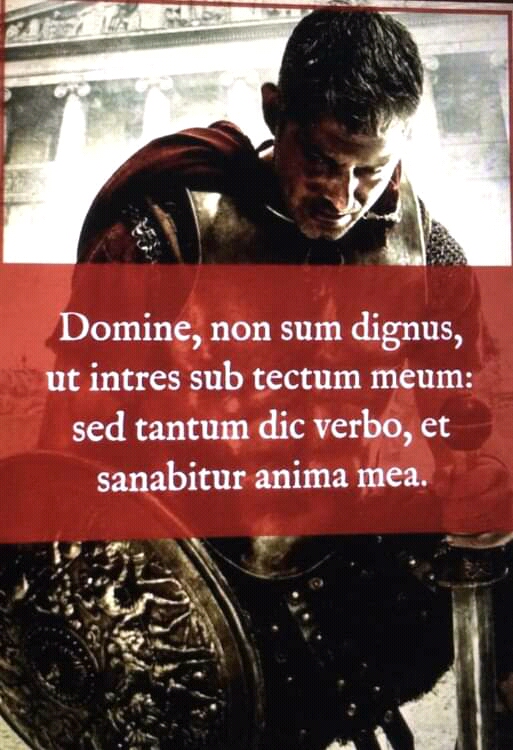 Domine, non sum dignus,
ut intres sub tectum meum:
sed tantum dic verbo, et
sanabitur anima mea.